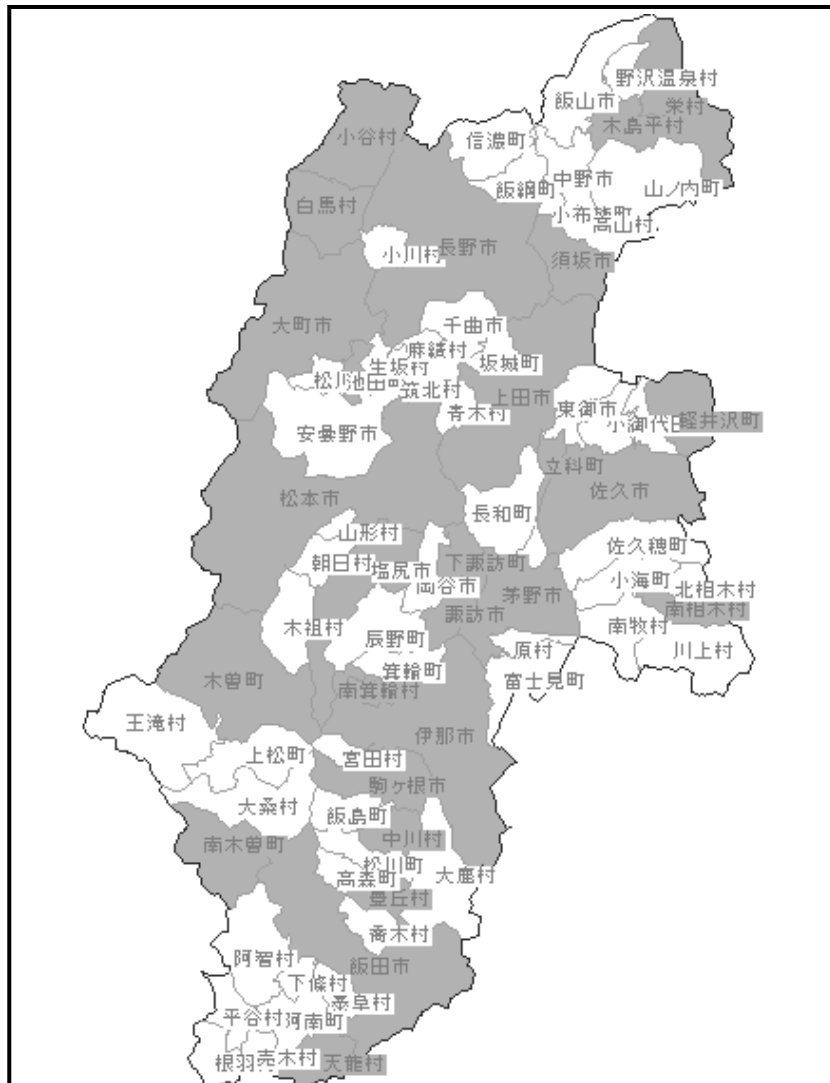 野沢温泉村
飯山市
栄村
木島平村
小谷村
信濃町
中野市
山ノ内町
飯綱町
白馬村
小布
高山村
長野市
小川村
須坂市
大町市
千曲市
麻績村
坂城町
生坂村
松川
池田町
筑北村
上田市
青木村
東御市
小
御代田
軽井沢町
安曇野市
立科町
佐久市
松本市
長和町
山形村
佐久穂町
朝日村
塩尻市
下諏訪町
岡谷市
小海町
北相木村
茅野市
諏訪市
南相木村
木祖村
辰野町
南牧村
原村
川上村
箕輪町
富士見町
木曽町
南箕輪村
王滝村
伊那市
上松町
宮田村
駒ヶ根市
大桑村
飯島町
南木曽町
中川村
松川町
高森町
大鹿村
豊丘村
喬木村
阿智村
飯田市
下條村
泰阜村
平谷村
阿南町
根羽
売木村
天龍村